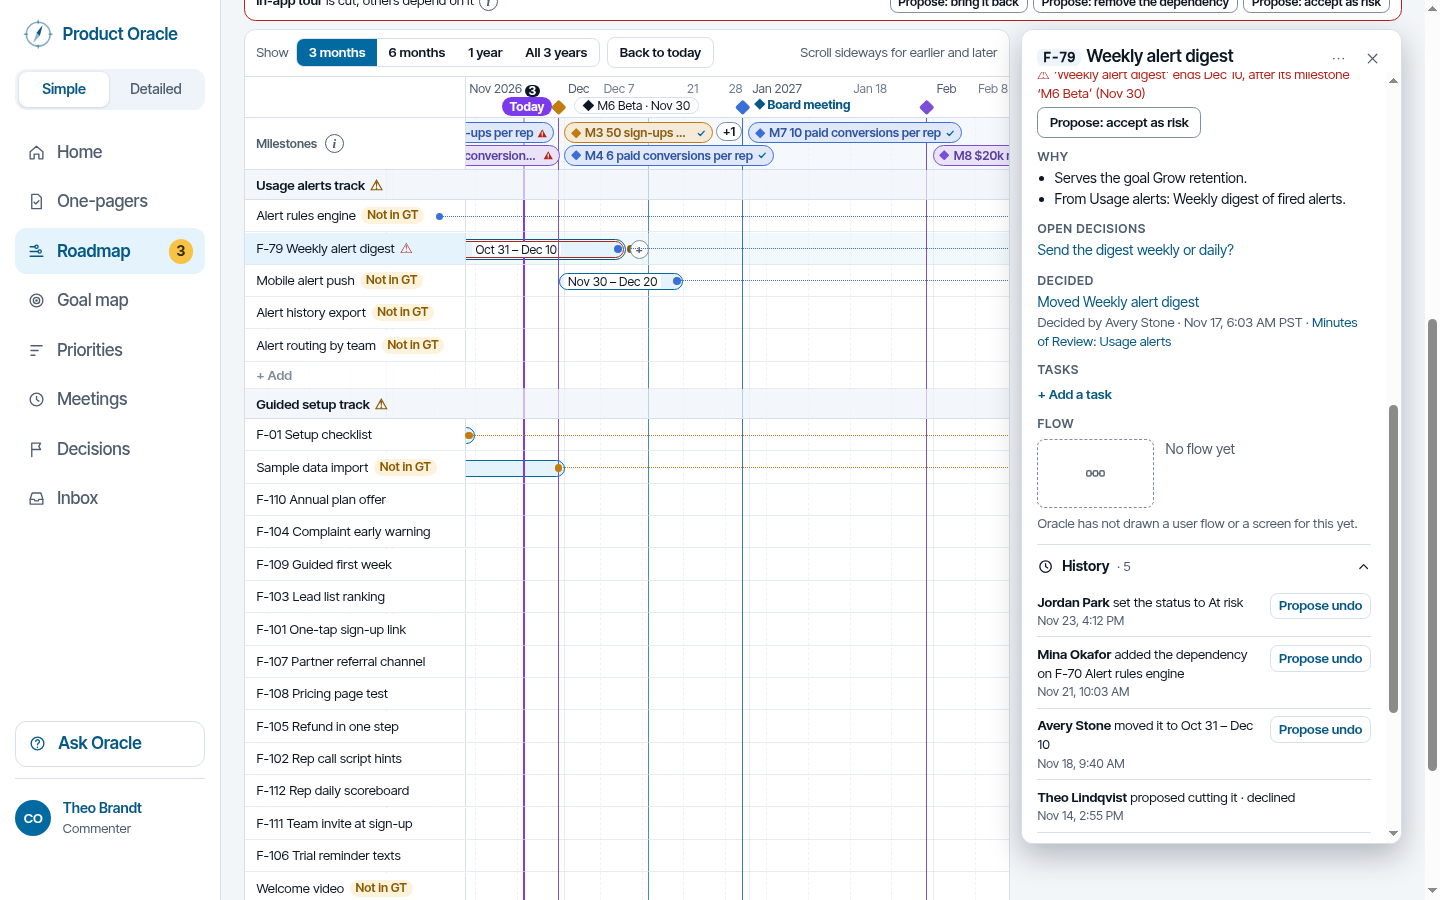 Product Oracle
Simple
Detailed
Home
One-pagers
Roadmap
3
Goal map
Priorities
Meetings
Decisions
Inbox
Ask Oracle
CO
Theo Brandt
Commenter
In-app tour is cut, others depend on it i
Propose: bring it back
Propose: remove the dependency
Propose: accept as risk
Show
3 months
6 months
1 year
All 3 years
Back to today
Scroll sideways for earlier and later
Nov 2026
3
Dec
Dec 7
21
28
Jan 2027
Jan 18
Feb
Feb 8
Today
M6 Beta · Nov 30
Board meeting
Milestones i
-ups per rep
M3 50 sign-ups ...
+1
M7 10 paid conversions per rep
conversion...
M4 6 paid conversions per rep
M8 $20k
Usage alerts track
Alert rules engine Not in GT
F-79 Weekly alert digest
Oct 31 – Dec 10
+
Mobile alert push Not in GT
Nov 30 – Dec 20
Alert history export Not in GT
Alert routing by team Not in GT
+ Add
Guided setup track
F-01 Setup checklist
Sample data import Not in GT
F-110 Annual plan offer
F-104 Complaint early warning
F-109 Guided first week
F-103 Lead list ranking
F-101 One-tap sign-up link
F-107 Partner referral channel
F-108 Pricing page test
F-105 Refund in one step
F-102 Rep call script hints
F-112 Rep daily scoreboard
F-111 Team invite at sign-up
F-106 Trial reminder texts
Welcome video Not in GT
F-79 Weekly alert digest
‘Weekly alert digest’ ends Dec 10, after its milestone
‘M6 Beta’ (Nov 30)
Propose: accept as risk
WHY
Serves the goal Grow retention.
From Usage alerts: Weekly digest of fired alerts.
OPEN DECISIONS
Send the digest weekly or daily?
DECIDED
Moved Weekly alert digest
Decided by Avery Stone · Nov 17, 6:03 AM PST · Minutes
of Review: Usage alerts
TASKS
+ Add a task
FLOW
No flow yet
Oracle has not drawn a user flow or a screen for this yet.
History · 5
Jordan Park set the status to At risk
Nov 23, 4:12 PM
Propose undo
Mina Okafor added the dependency
on F-70 Alert rules engine
Nov 21, 10:03 AM
Propose undo
Avery Stone moved it to Oct 31 – Dec
10
Nov 18, 9:40 AM
Propose undo
Theo Lindqvist proposed cutting it · declined
Nov 14, 2:55 PM